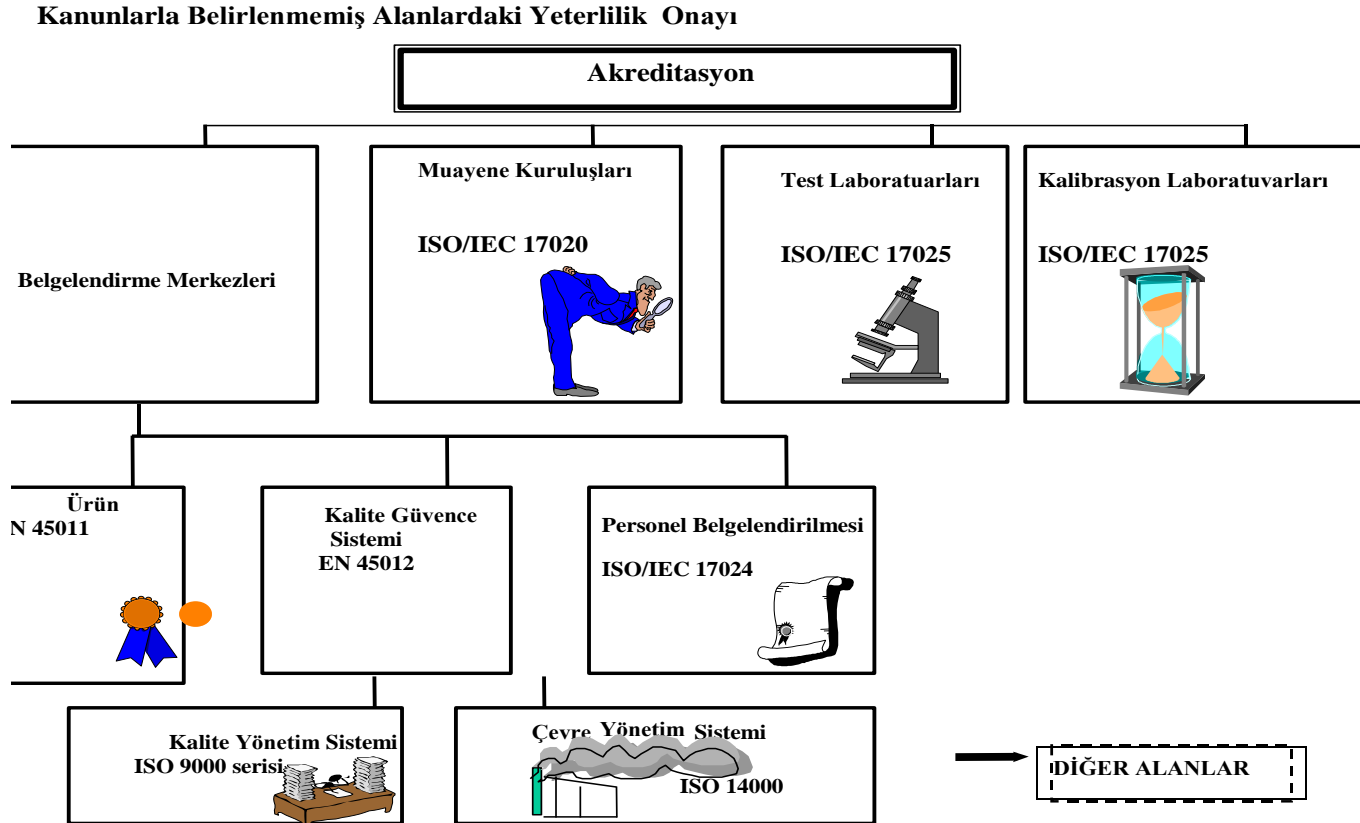 Kanunlarla Belirlenmemiş Alanlardaki Yeterlilik Onayı
Akreditasyon
Belgelendirme Merkezleri
Muayene Kuruluşları
ISO/IEC 17020
Test Laboratuarları
ISO/IEC 17025
Kalibrasyon Laboratuvarları
ISO/IEC 17025
Ürün
N 45011
Kalite Güvence
Sistemi
EN 45012
Personel Belgelendirilmesi
ISO/IEC 17024
Kalite Yönetim Sistemi
ISO 9000 serisi
Çevre Yönetim Sistemi
ISO 14000
DİĞER ALANLAR